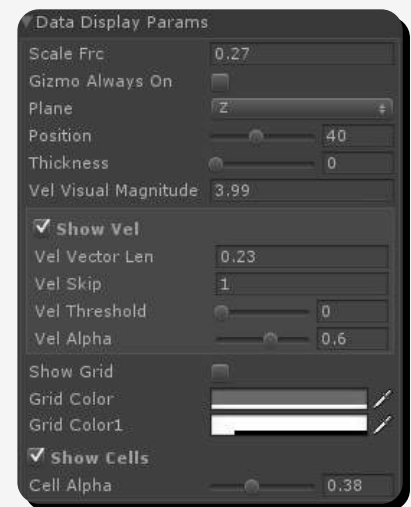 Data Display Params
Scale Frc 0.27
Gizmo Always On
Plane Z
Position 40
Thickness 0
Vel Visual Magnitude 3.99
Show Vel
Vel Vector Len 0.23
Vel Skip 1
Vel Threshold 0
Vel Alpha 0.6
Show Grid
Grid Color
Grid Color1
Show Cells
Cell Alpha 0.38